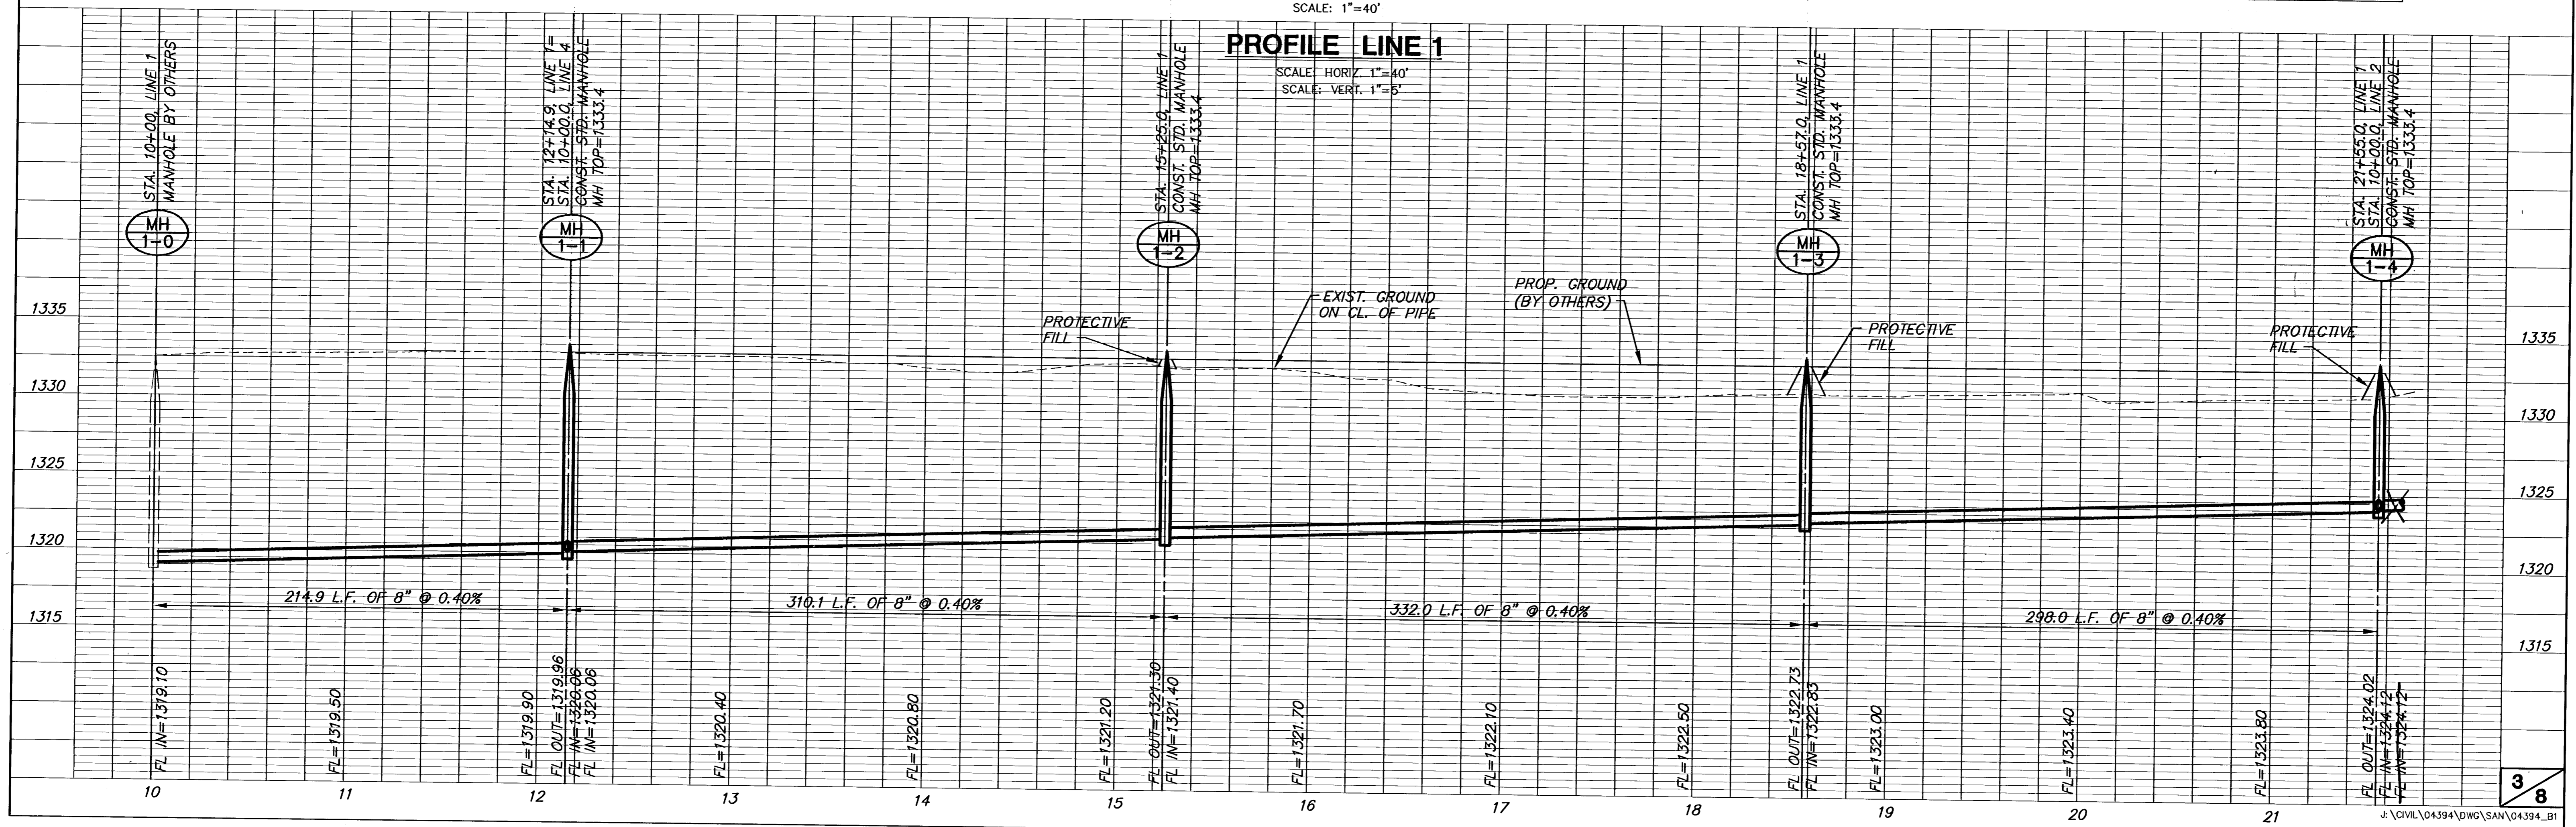 SCALE: 1"=40'
PROFILE LINE 1
SCALE: HORIZ. 1"=40'
SCALE: VERT. 1"=5'
STA. 10+00, LINE 1
MANHOLE BY OTHERS
MH
1-0
STA. 12+14.9, LINE 1=
STA. 10+00.0, LINE 4
CONST. STD. MANHOLE
MH TOP=1333.4
MH
1-1
STA. 15+25.0, LINE 1
CONST. STD. MANHOLE
MH TOP=1333.4
MH
1-2
STA. 18+57.0, LINE 1
CONST. STD. MANHOLE
MH TOP=1333.4
MH
1-3
STA. 21+55.0, LINE 1
STA. 10+00.0, LINE 2
CONST. STD. MANHOLE
MH TOP=1333.4
MH
1-4
1335
1330
1325
1320
1315
PROTECTIVE
FILL
EXIST. GROUND
ON CL. OF PIPE
PROP. GROUND
(BY OTHERS)
PROTECTIVE
FILL
PROTECTIVE
FILL
1335
1330
1325
1320
1315
214.9 L.F. OF 8" @ 0.40%
310.1 L.F. OF 8" @ 0.40%
332.0 L.F. OF 8" @ 0.40%
298.0 L.F. OF 8" @ 0.40%
FL IN=1319.10
FL=1319.50
FL=1319.90
FL OUT=1319.96
FL IN=1320.06
FL IN=1320.06
FL=1320.40
FL=1320.80
FL=1321.20
FL OUT=1321.30
FL IN=1321.40
FL=1321.70
FL=1322.10
FL=1322.50
FL OUT=1322.73
FL IN=1322.83
FL=1323.00
FL=1323.40
FL=1323.80
FL OUT=1324.02
FL IN=1324.12
FL IN=1324.12
10 11 12 13 14 15 16 17 18 19 20 21
3
8
J:\CIVIL\04394\DWG\SAN\04394_B1